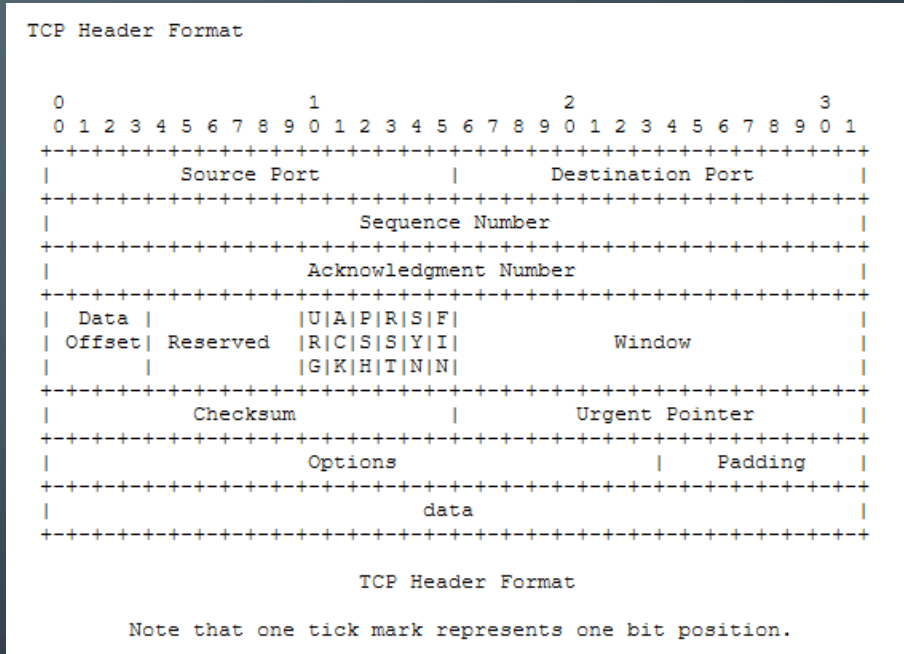 TCP Header Format
0                   1                   2                   3
0 1 2 3 4 5 6 7 8 9 0 1 2 3 4 5 6 7 8 9 0 1 2 3 4 5 6 7 8 9 0 1
+-+-+-+-+-+-+-+-+-+-+-+-+-+-+-+-+-+-+-+-+-+-+-+-+-+-+-+-+-+-+-+-+
|          Source Port          |       Destination Port        |
+-+-+-+-+-+-+-+-+-+-+-+-+-+-+-+-+-+-+-+-+-+-+-+-+-+-+-+-+-+-+-+-+
|                        Sequence Number                        |
+-+-+-+-+-+-+-+-+-+-+-+-+-+-+-+-+-+-+-+-+-+-+-+-+-+-+-+-+-+-+-+-+
|                    Acknowledgment Number                      |
+-+-+-+-+-+-+-+-+-+-+-+-+-+-+-+-+-+-+-+-+-+-+-+-+-+-+-+-+-+-+-+-+
|  Data |           |U|A|P|R|S|F|                               |
| Offset| Reserved  |R|C|S|S|Y|I|            Window             |
|       |           |G|K|H|T|N|N|                               |
+-+-+-+-+-+-+-+-+-+-+-+-+-+-+-+-+-+-+-+-+-+-+-+-+-+-+-+-+-+-+-+-+
|           Checksum            |         Urgent Pointer        |
+-+-+-+-+-+-+-+-+-+-+-+-+-+-+-+-+-+-+-+-+-+-+-+-+-+-+-+-+-+-+-+-+
|                    Options                    |    Padding    |
+-+-+-+-+-+-+-+-+-+-+-+-+-+-+-+-+-+-+-+-+-+-+-+-+-+-+-+-+-+-+-+-+
|                             data                              |
+-+-+-+-+-+-+-+-+-+-+-+-+-+-+-+-+-+-+-+-+-+-+-+-+-+-+-+-+-+-+-+-+
TCP Header Format
Note that one tick mark represents one bit position.